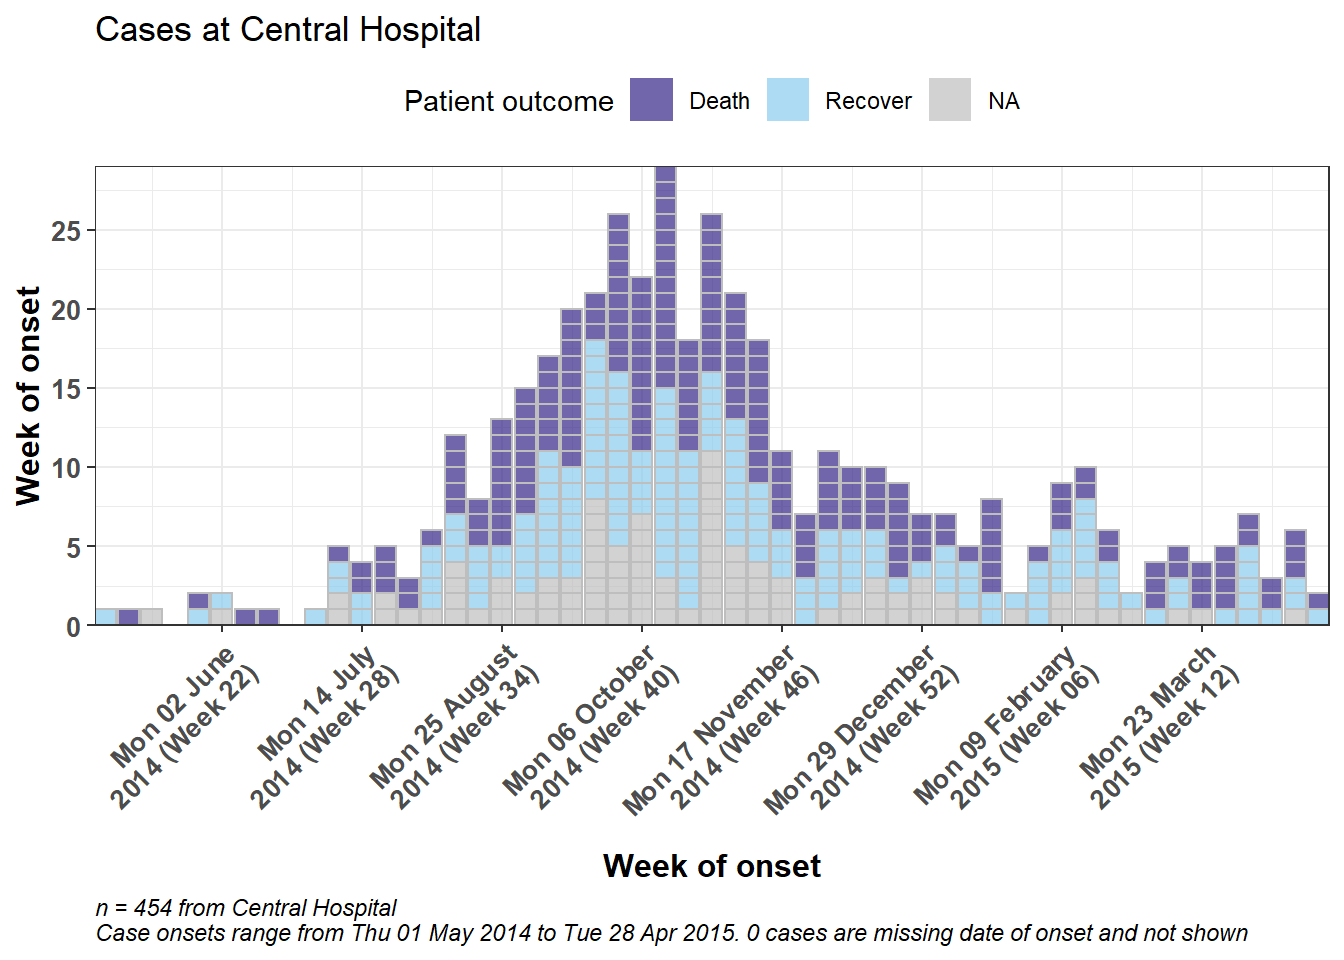 Cases at Central Hospital
Patient outcome Death Recover NA
Week of onset
25
20
15
10
5
0
Mon 02 June
2014 (Week 22)
Mon 14 July
2014 (Week 28)
Mon 25 August
2014 (Week 34)
Mon 06 October
2014 (Week 40)
Mon 17 November
2014 (Week 46)
Mon 29 December
2014 (Week 52)
Mon 09 February
2015 (Week 06)
Mon 23 March
2015 (Week 12)
Week of onset
n = 454 from Central Hospital
Case onsets range from Thu 01 May 2014 to Tue 28 Apr 2015. 0 cases are missing date of onset and not shown